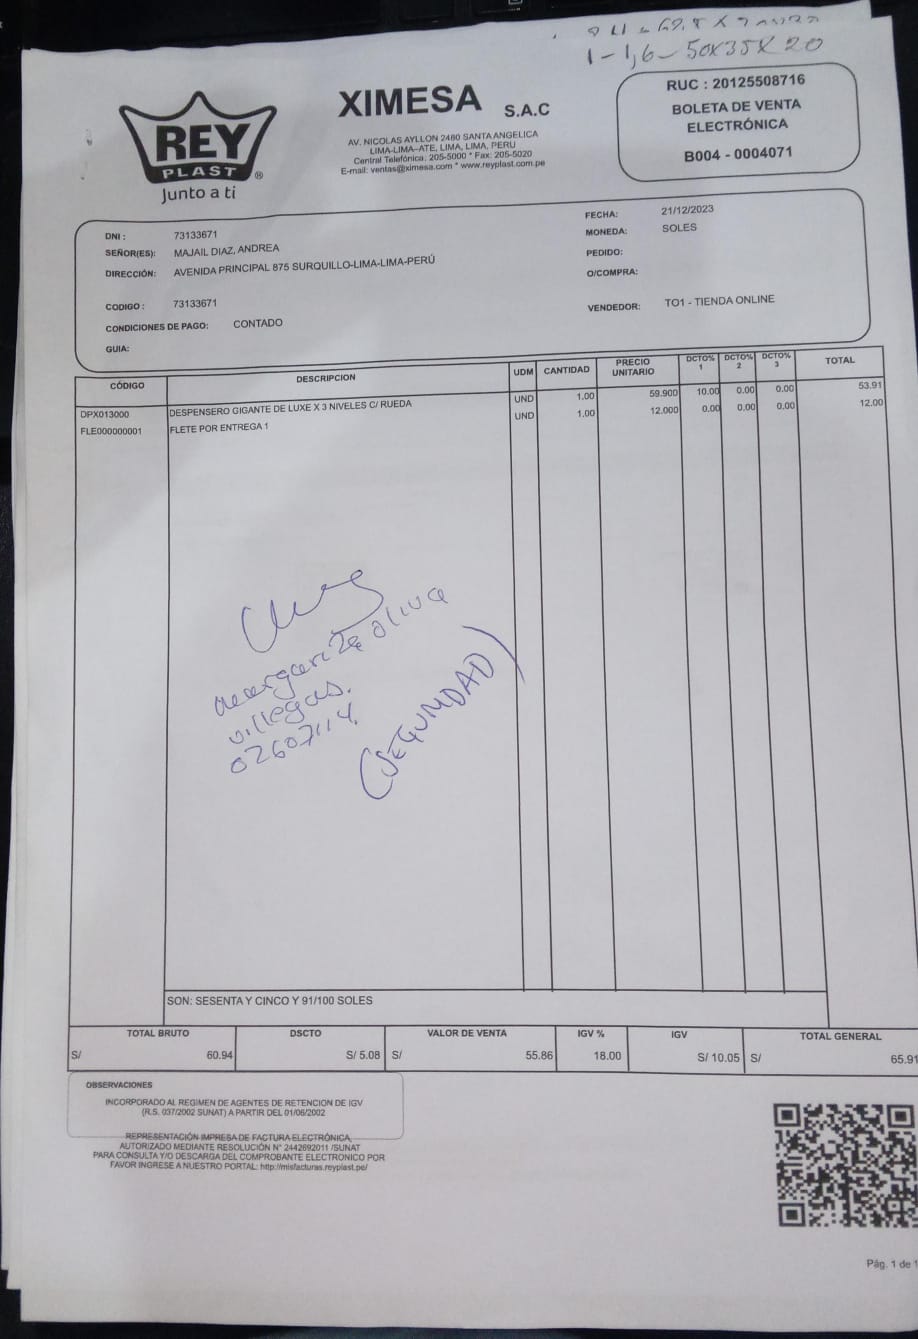 1-1,6-50x35x20
REY
PLAST ®
Junto a ti
XIMESA S.A.C
AV. NICOLAS AYLLON 2480 SANTA ANGELICA
LIMA-LIMA--ATE, LIMA, LIMA, PERU
Central Telefónica: 205-5000 * Fax: 205-5020
E-mail: ventas@ximesa.com * www.reyplast.com.pe
RUC : 20125508716
BOLETA DE VENTA
ELECTRÓNICA
B004 - 0004071
DNI : 73133671
SEÑOR(ES): MAJAIL DIAZ, ANDREA
DIRECCIÓN: AVENIDA PRINCIPAL 875 SURQUILLO-LIMA-LIMA-PERÚ
CODIGO : 73133671
CONDICIONES DE PAGO: CONTADO
GUIA:
FECHA: 21/12/2023
MONEDA: SOLES
PEDIDO:
O/COMPRA:
VENDEDOR: TO1 - TIENDA ONLINE
CÓDIGO DESCRIPCION UDM CANTIDAD PRECIO UNITARIO DCTO% 1 DCTO% 2 DCTO% 3 TOTAL
DPX013000 DESPENSERO GIGANTE DE LUXE X 3 NIVELES C/ RUEDA UND 1.00 59.900 10.00 0.00 0.00 53.91
FLE000000001 FLETE POR ENTREGA 1 UND 1.00 12.000 0.00 0.00 0.00 12.00
margarita oliva
villegas.
02607114
(SEGURIDAD)
SON: SESENTA Y CINCO Y 91/100 SOLES
TOTAL BRUTO DSCTO VALOR DE VENTA IGV % IGV TOTAL GENERAL
S/ 60.94 S/ 5.08 S/ 55.86 18.00 S/ 10.05 S/ 65.91
OBSERVACIONES
INCORPORADO AL REGIMEN DE AGENTES DE RETENCION DE IGV
(R.S. 037/2002 SUNAT) A PARTIR DEL 01/06/2002
REPRESENTACIÓN IMPRESA DE FACTURA ELECTRÓNICA,
AUTORIZADO MEDIANTE RESOLUCIÓN N° 2442692011 /SUNAT
PARA CONSULTA Y/O DESCARGA DEL COMPROBANTE ELECTRONICO POR
FAVOR INGRESE A NUESTRO PORTAL: http://misfacturas.reyplast.pe/
Pág. 1 de 1